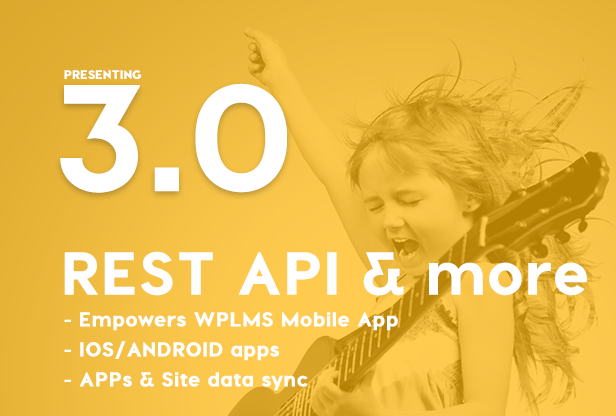 PRESENTING
3.0
REST API & more
- Empowers WPLMS Mobile App
- IOS/ANDROID apps
- APPs & Site data sync